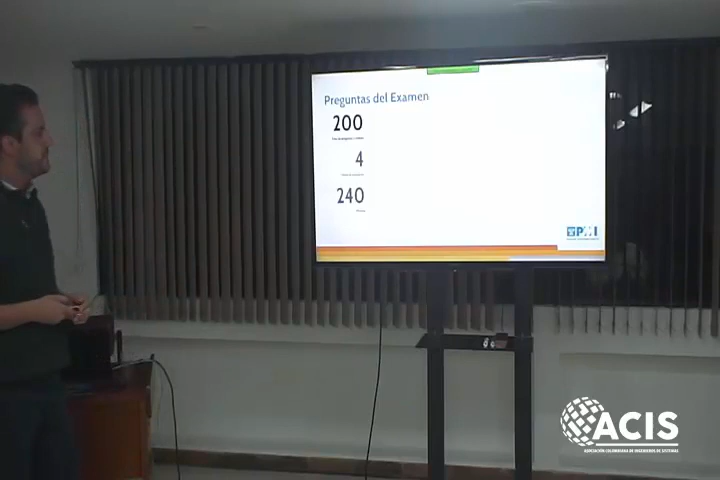 Preguntas del Examen
200
4
240
PMI
ACIS
ASOCIACIÓN COLOMBIANA DE INGENIEROS DE SISTEMAS